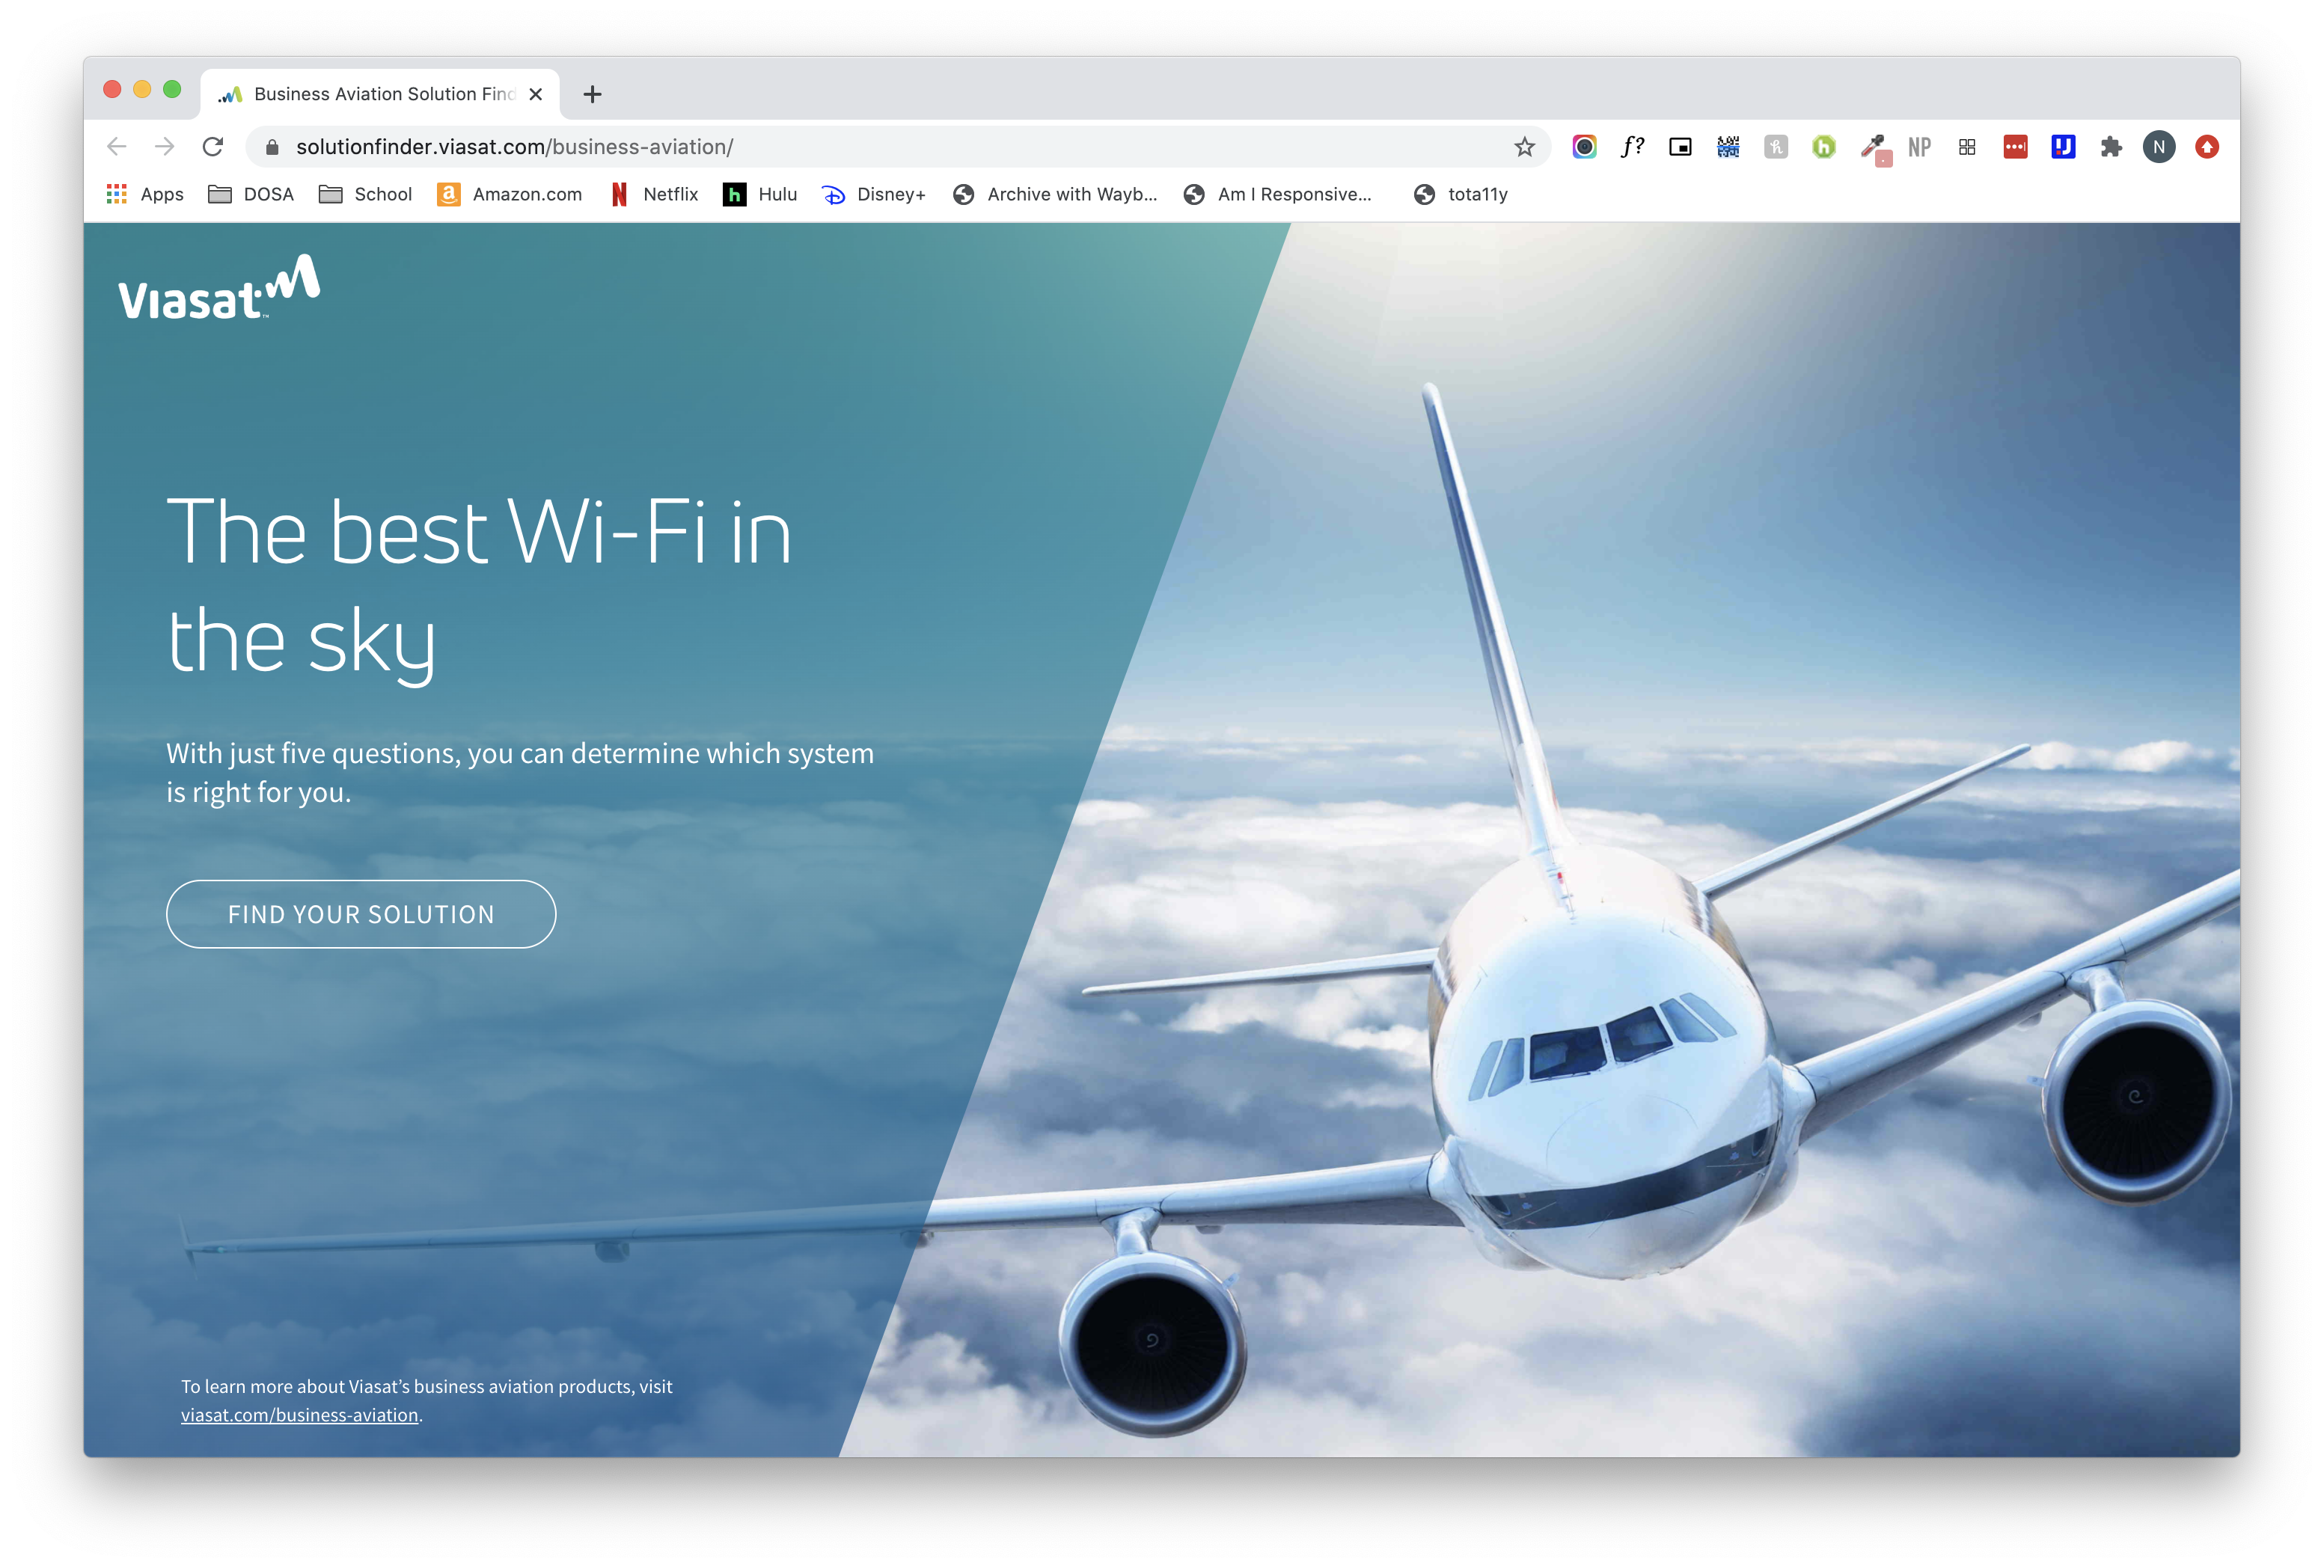 Business Aviation Solution Find
solutionfinder.viasat.com/business-aviation/
f?
NP
N
Apps
DOSA
School
Amazon.com
Netflix
Hulu
Disney+
Archive with Wayb...
Am I Responsive...
tota11y
Viasat™
The best Wi-Fi in
the sky
With just five questions, you can determine which system
is right for you.
FIND YOUR SOLUTION
To learn more about Viasat’s business aviation products, visit
viasat.com/business-aviation.